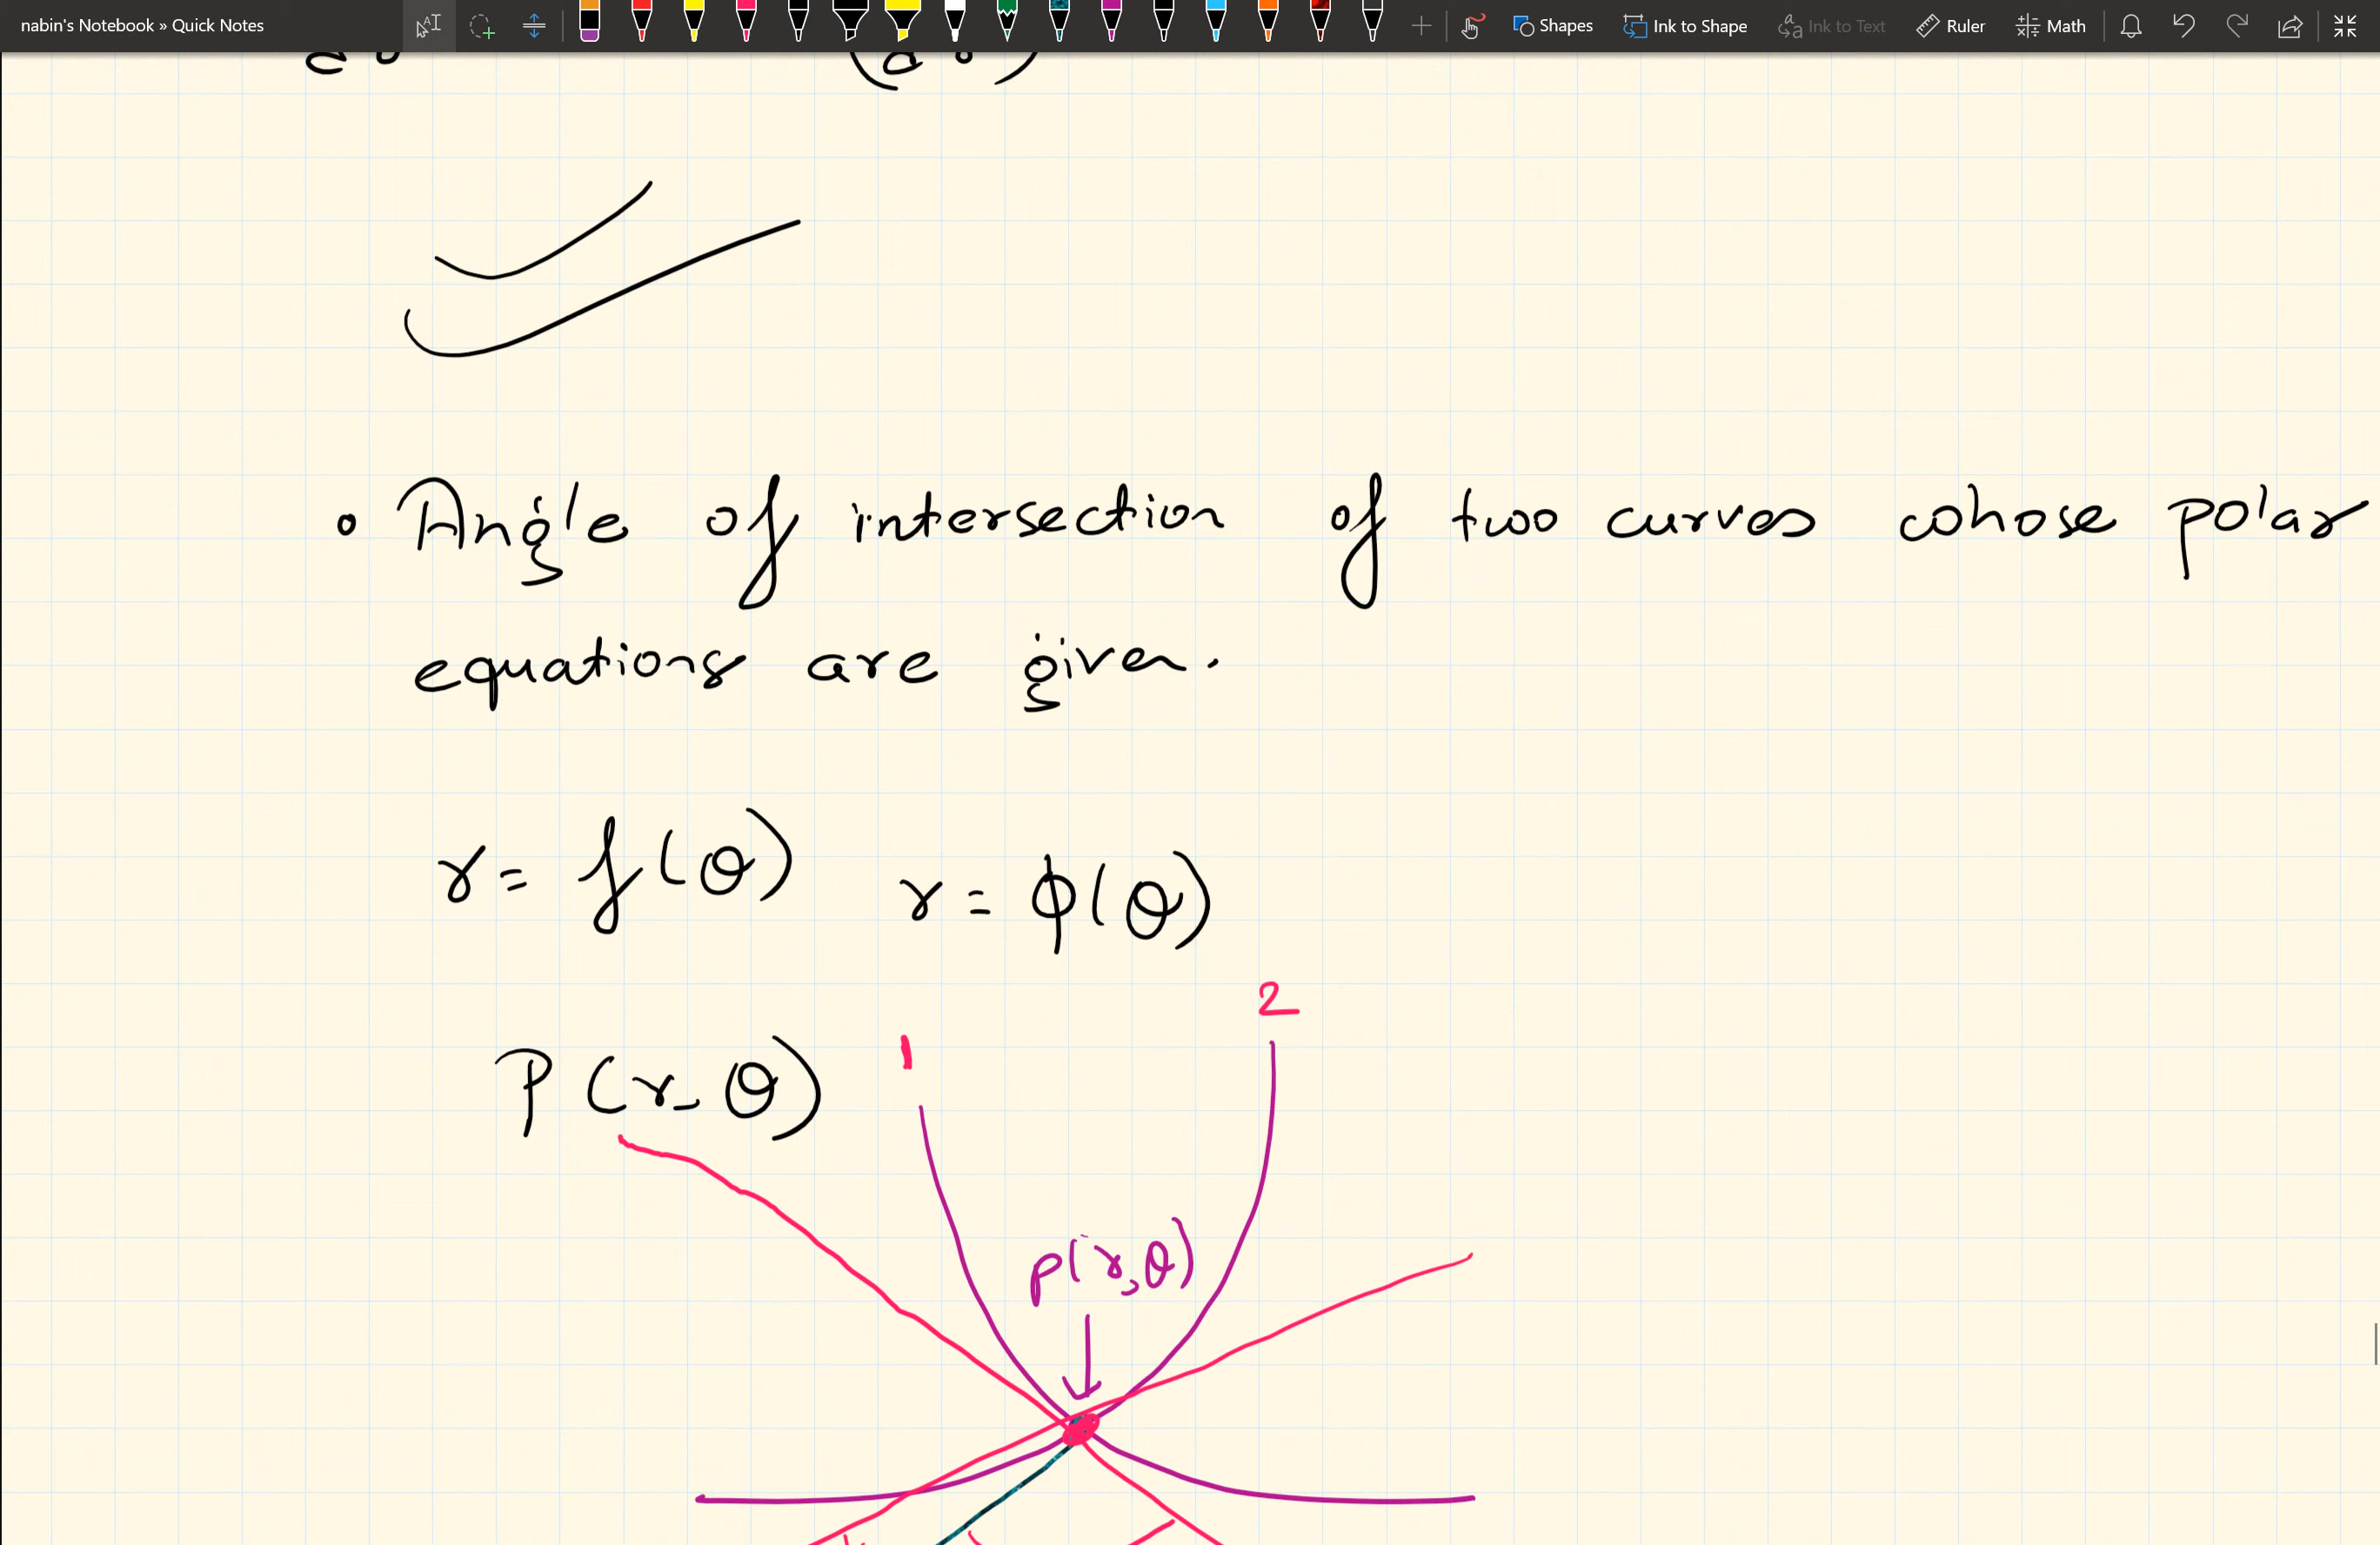 nabin's Notebook » Quick Notes
Shapes Ink to Shape Ink to Text Ruler Math
• Angle of intersection of two curves cohose polar
equations are given.
r = f(θ) r = ϕ(θ)
2
P(r, θ) 1
p(r, θ)